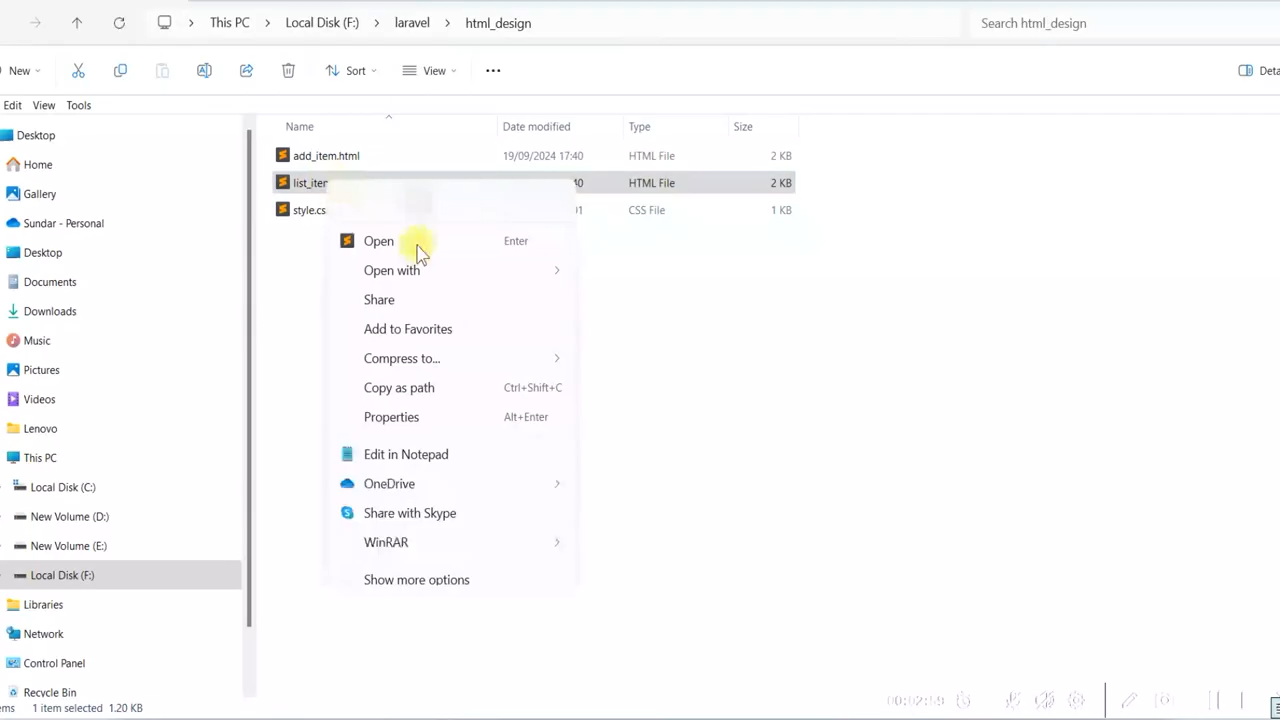 This PC > Local Disk (F:) > laravel > html_design
Search html_design
New
Sort
View
Edit View Tools
Name
Date modified
Type
Size
add_item.html 19/09/2024 17:40 HTML File 2 KB
HTML File 2 KB
CSS File 1 KB
Desktop
Home
Gallery
Sundar - Personal
Desktop
Documents
Downloads
Music
Pictures
Videos
Lenovo
This PC
Local Disk (C:)
New Volume (D:)
New Volume (E:)
Local Disk (F:)
Libraries
Network
Control Panel
Recycle Bin
Open Enter
Open with
Share
Add to Favorites
Compress to...
Copy as path Ctrl+Shift+C
Properties Alt+Enter
Edit in Notepad
OneDrive
Share with Skype
WinRAR
Show more options
1 item selected 1.20 KB
00:02:59